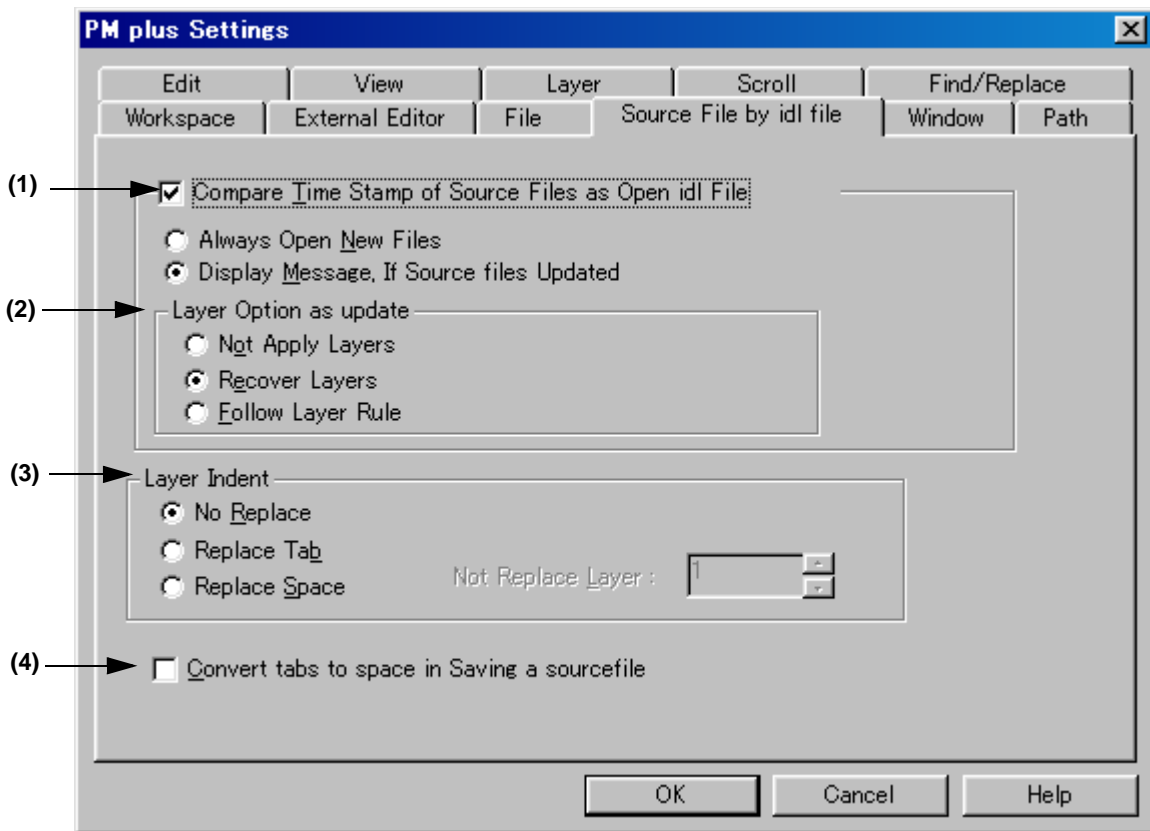 PM plus Settings
Edit View Layer Scroll Find/Replace
Workspace External Editor File Source File by idl file Window Path
(1) Compare Time Stamp of Source Files as Open idl File
Always Open New Files
Display Message, If Source files Updated
(2) Layer Option as update
Not Apply Layers
Recover Layers
Follow Layer Rule
(3) Layer Indent
No Replace
Replace Tab
Replace Space Not Replace Layer : 1
(4) Convert tabs to space in Saving a sourcefile
OK Cancel Help